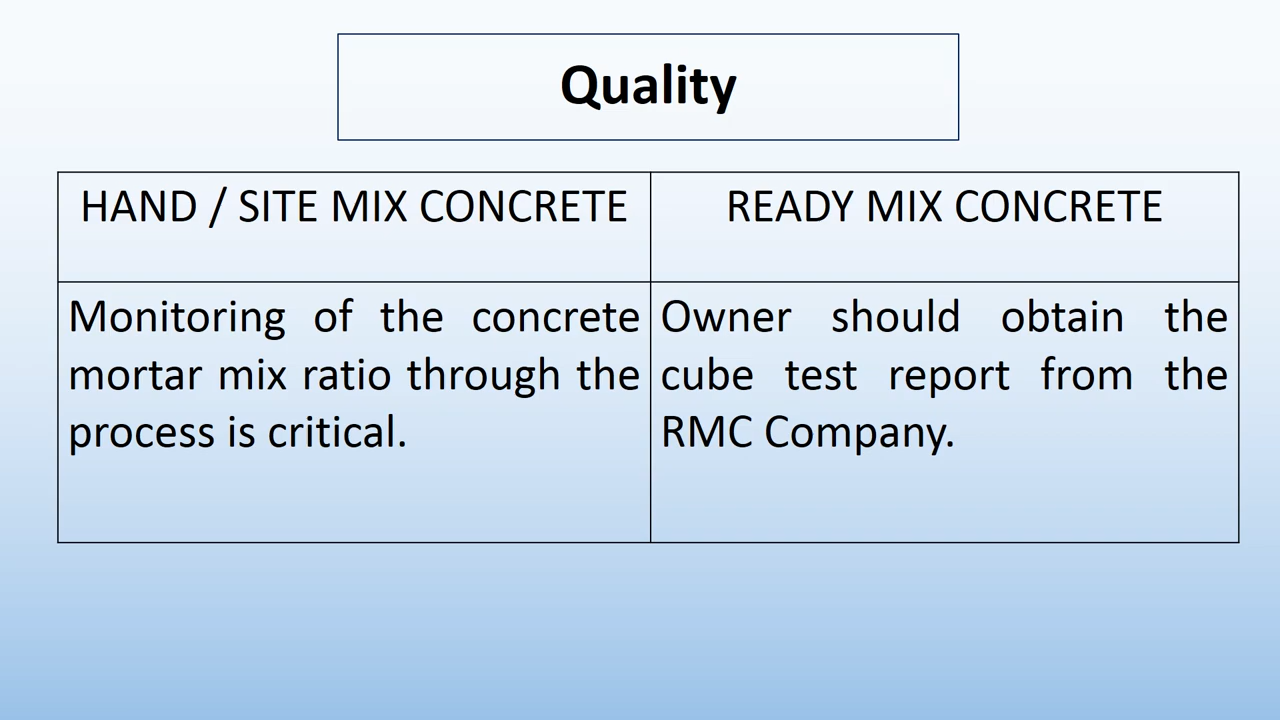 Quality
HAND / SITE MIX CONCRETE
READY MIX CONCRETE
Monitoring of the concrete
mortar mix ratio through the
process is critical.
Owner should obtain the
cube test report from the
RMC Company.